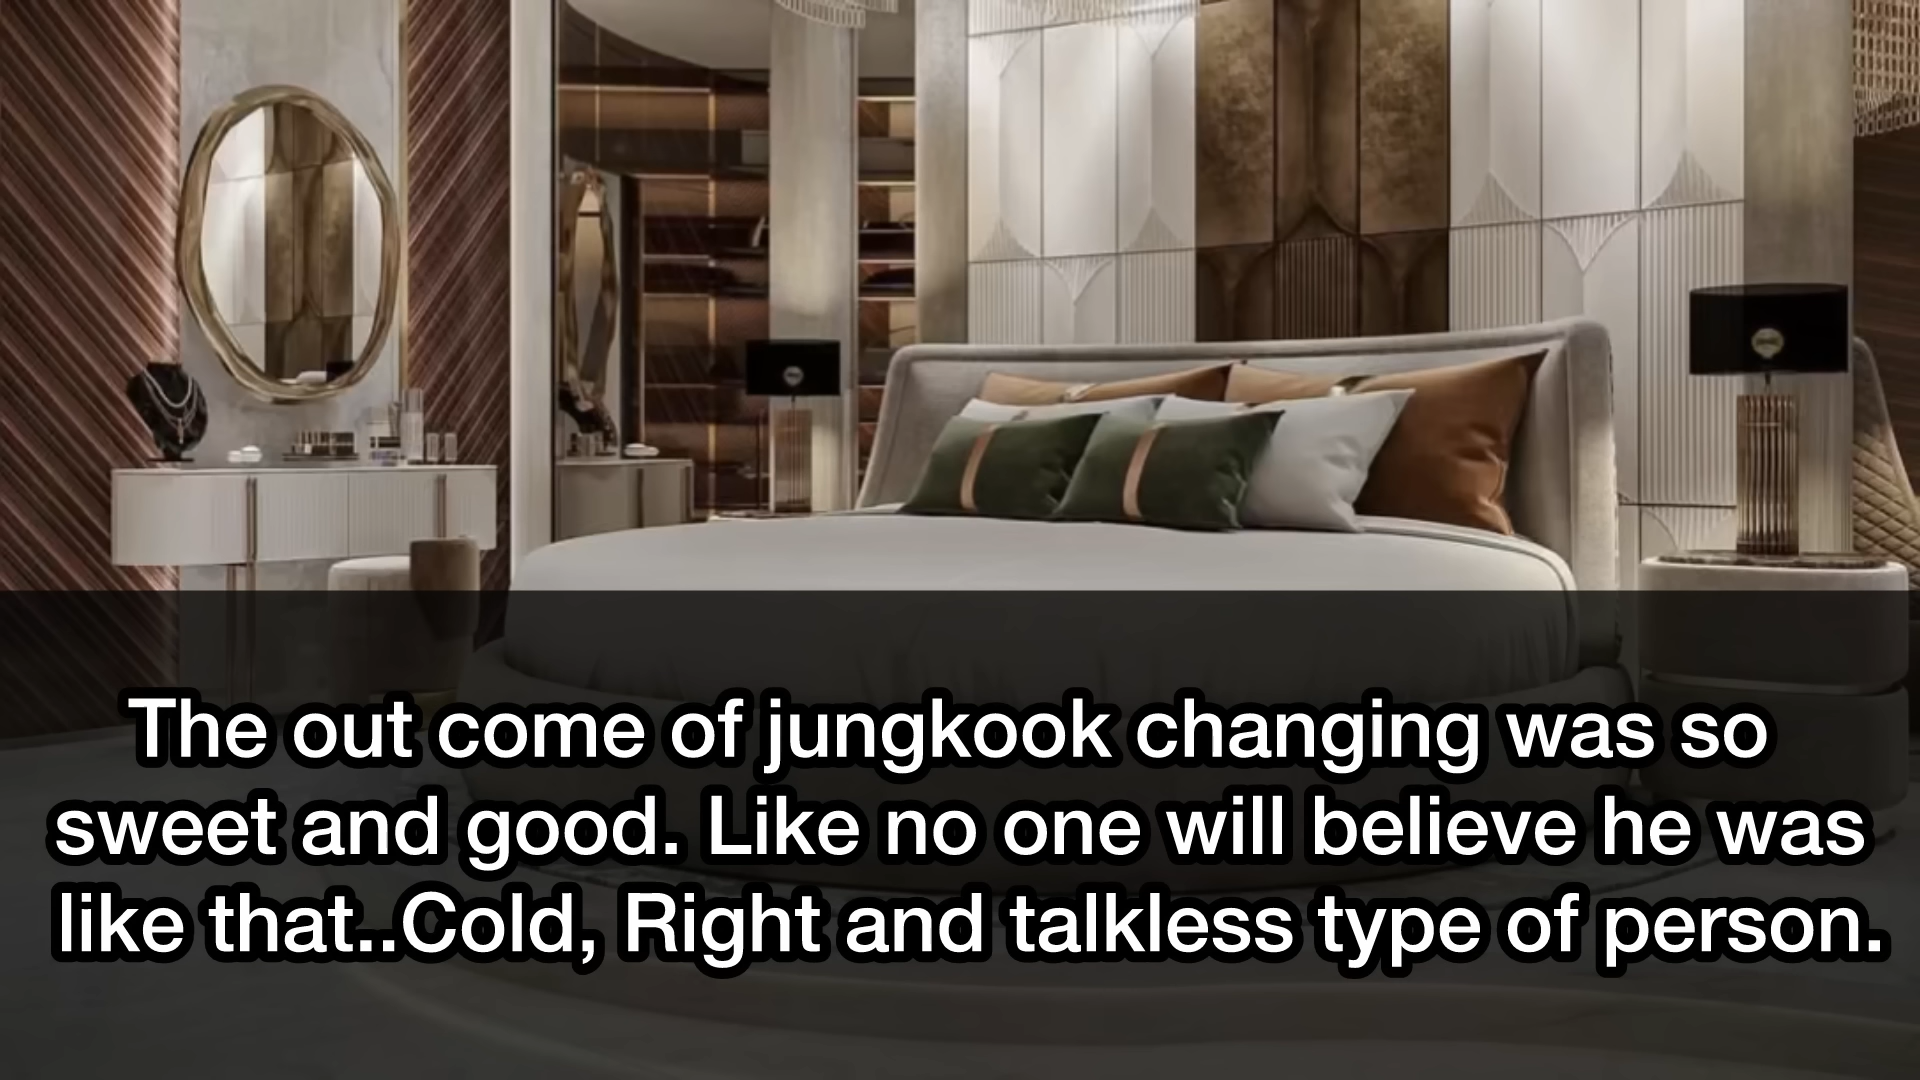 The out come of jungkook changing was so
sweet and good. Like no one will believe he was
like that..Cold, Right and talkless type of person.